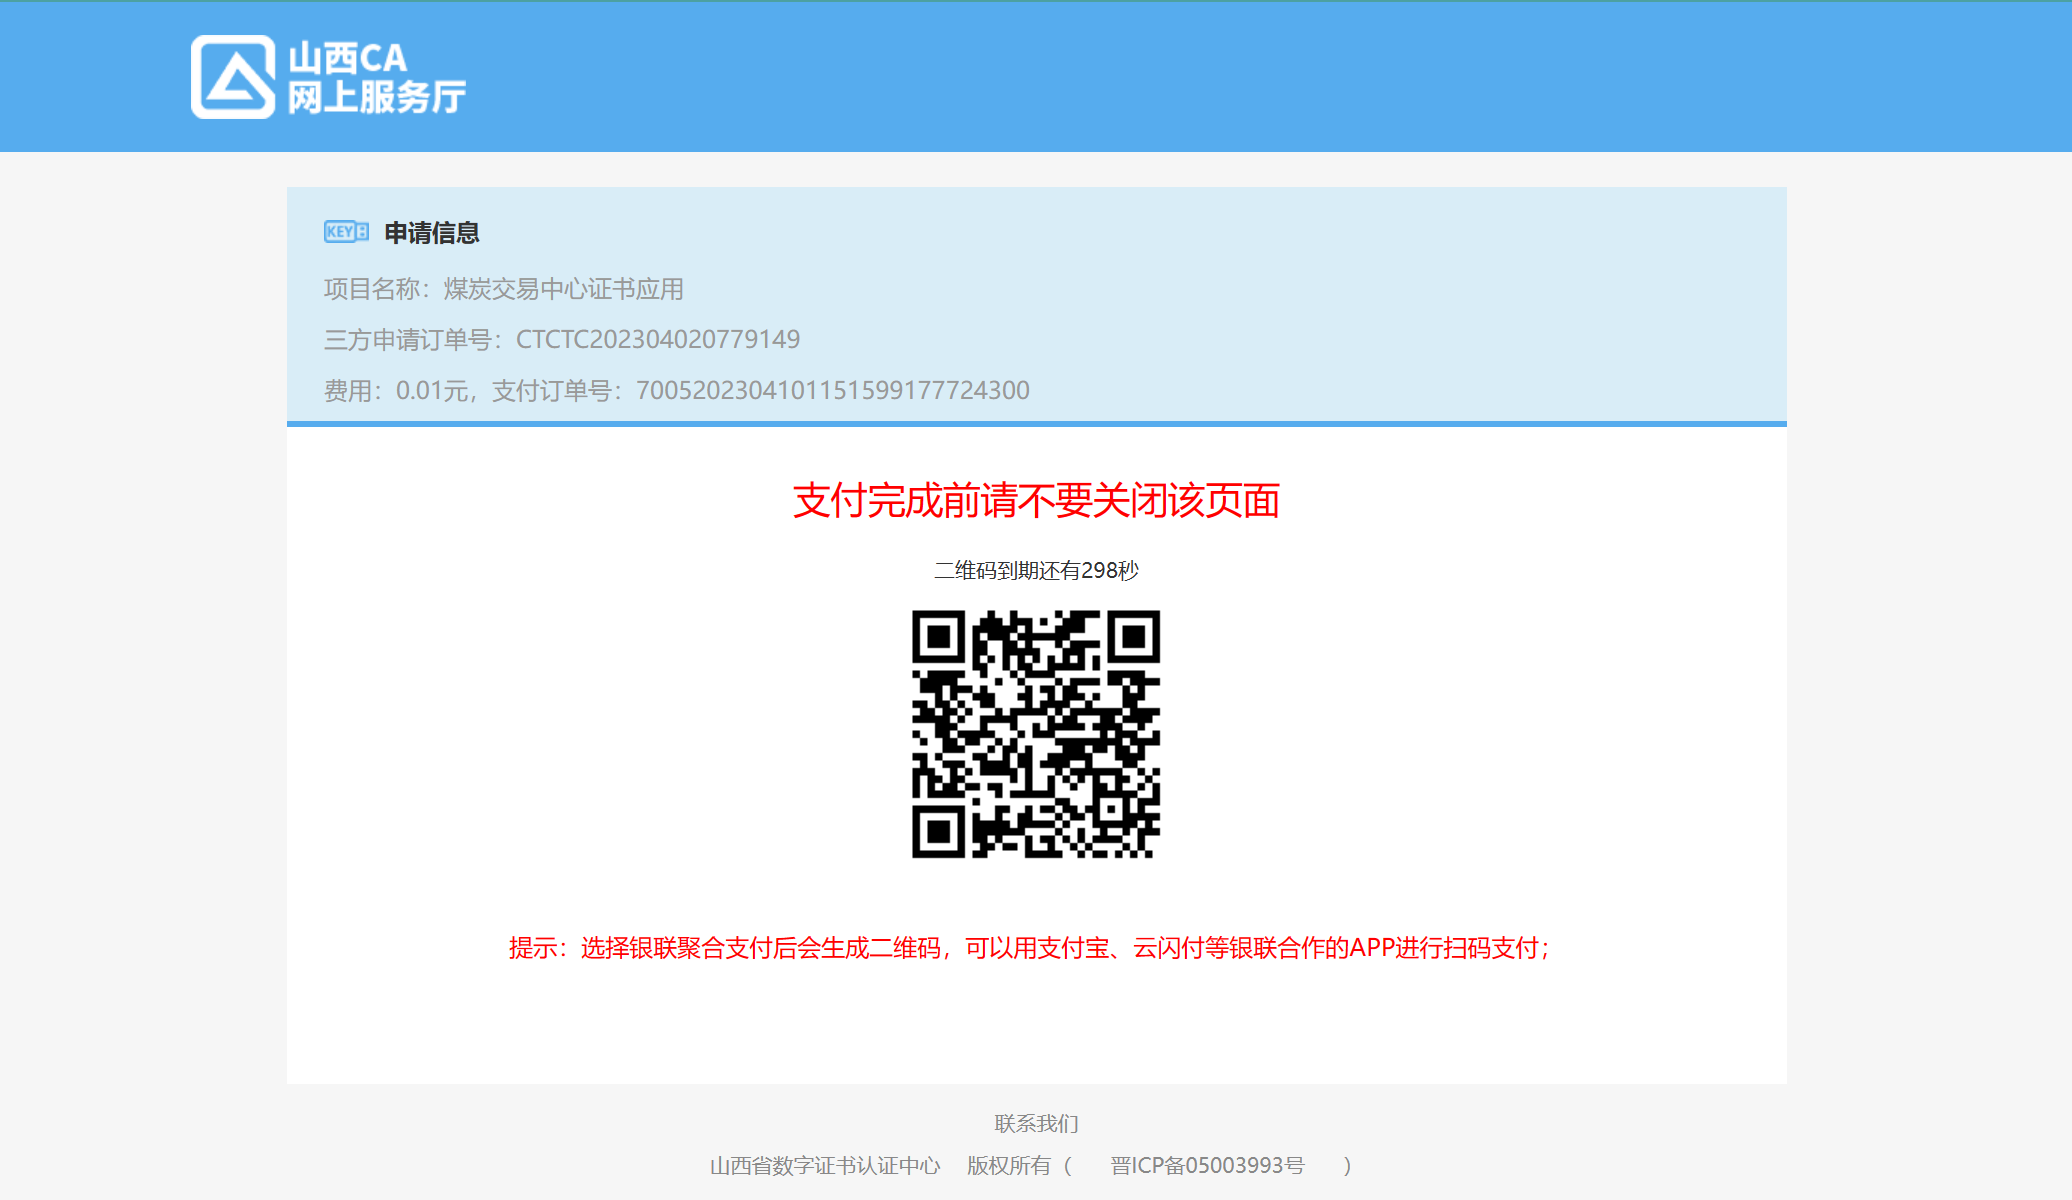 山西CA
网上服务厅
KEY
申请信息
项目名称：煤炭交易中心证书应用
三方申请订单号：CTCTC202304020779149
费用：0.01元，支付订单号：7005202304101151599177724300
支付完成前请不要关闭该页面
二维码到期还有298秒
提示：选择银联聚合支付后会生成二维码，可以用支付宝、云闪付等银联合作的APP进行扫码支付；
联系我们
山西省数字证书认证中心 版权所有（ 晋ICP备05003993号 ）